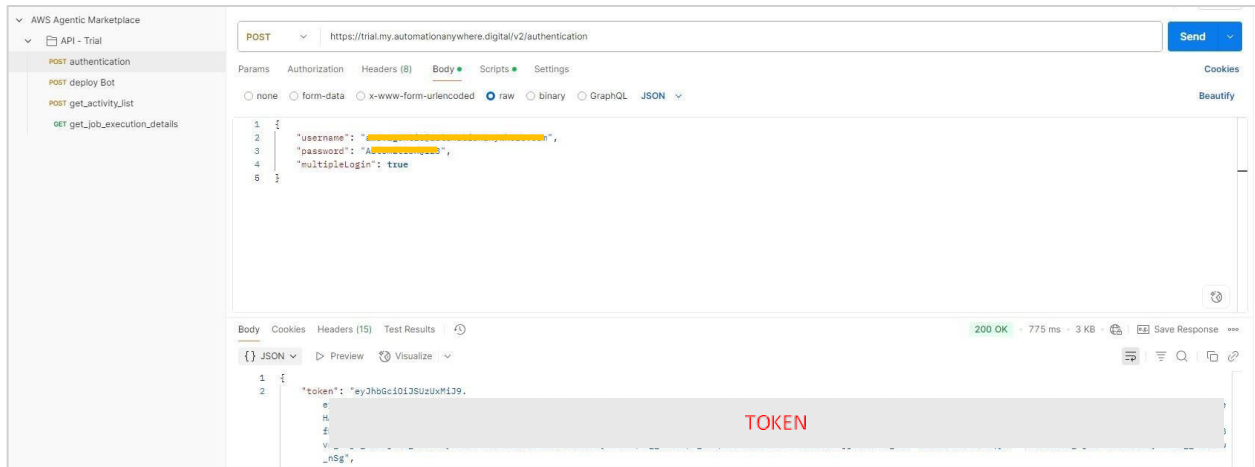 AWS Agentic Marketplace
API - Trial
POST authentication
POST deploy Bot
POST get_activity_list
GET get_job_execution_details
POST https://trial.my.automationanywhere.digital/v2/authentication Send
Params Authorization Headers (8) Body Scripts Settings Cookies
none form-data x-www-form-urlencoded raw binary GraphQL JSON Beautify
1 {
2 "username": "
3 "password": "
4 "multipleLogin": true
5 }
Body Cookies Headers (15) Test Results 200 OK 775 ms 3 KB Save Response
{} JSON Preview Visualize
1 {
2 "token": "eyJhbGciOiJSUzUxMiJ9.
TOKEN
_nSg",